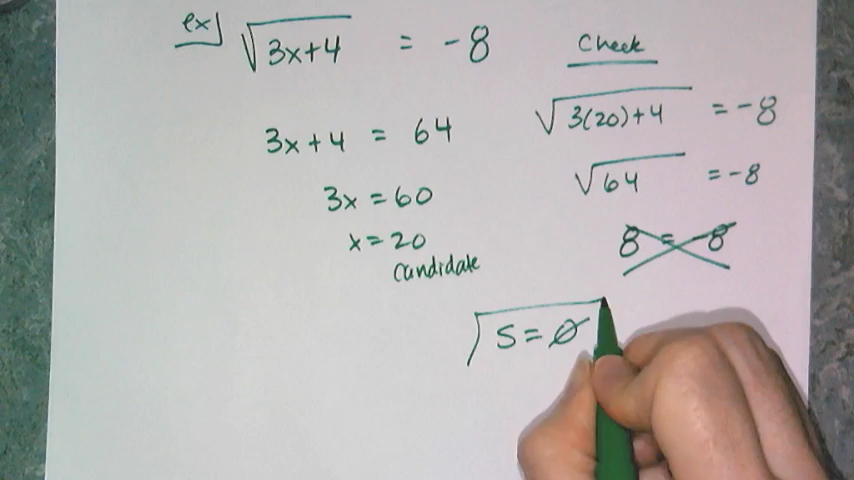 ex] √3x+4 = -8
3x+4 = 64
3x = 60
x = 20
candidate
Check
√3(20)+4 = -8
√64 = -8
8 = -8
S = ∅